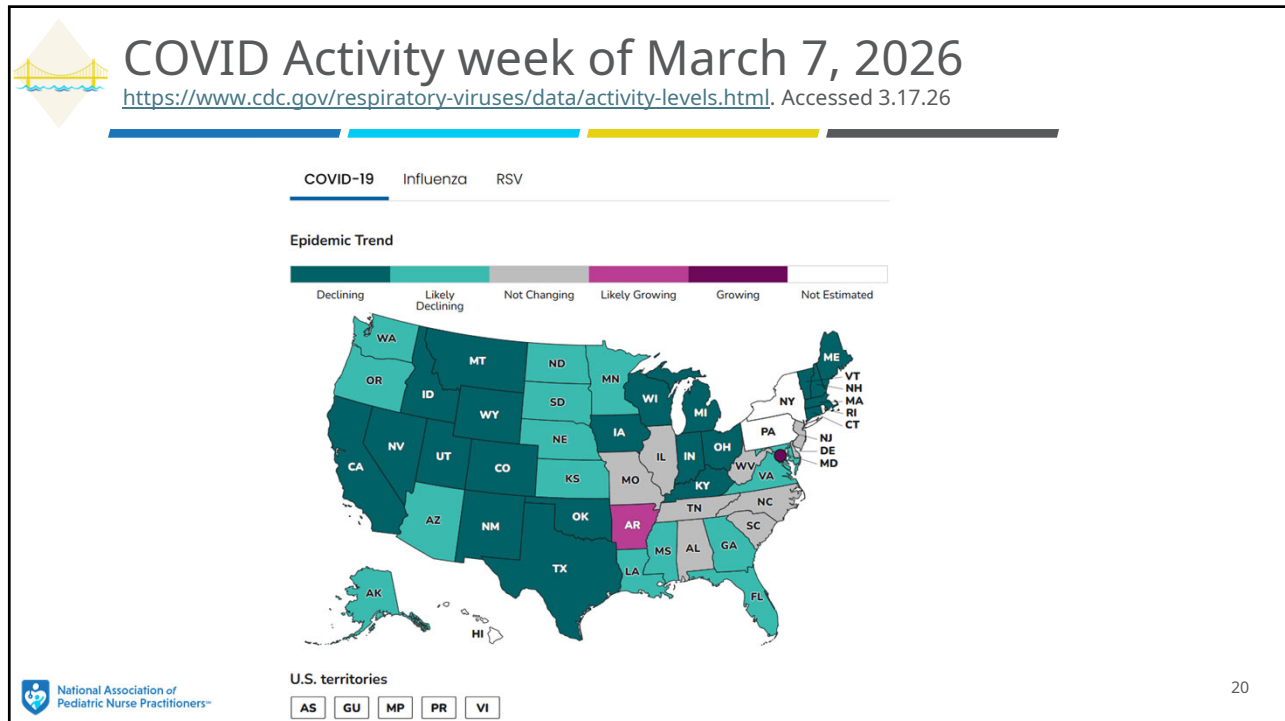 COVID Activity week of March 7, 2026
https://www.cdc.gov/respiratory-viruses/data/activity-levels.html. Accessed 3.17.26
COVID-19 Influenza RSV
Epidemic Trend
Declining
Likely
Declining
Not Changing
Likely Growing
Growing
Not Estimated
WA
MT
ND
MN
ME
VT
NH
MA
RI
CT
OR
ID
WY
SD
WI
MI
NY
PA
NJ
DE
MD
CA
NV
UT
CO
NE
IA
IL
IN
OH
WV
VA
KS
MO
KY
AZ
NM
OK
AR
TN
NC
SC
TX
LA
MS
AL
GA
FL
AK
HI
U.S. territories
AS GU MP PR VI
National Association of
Pediatric Nurse Practitioners℠
20